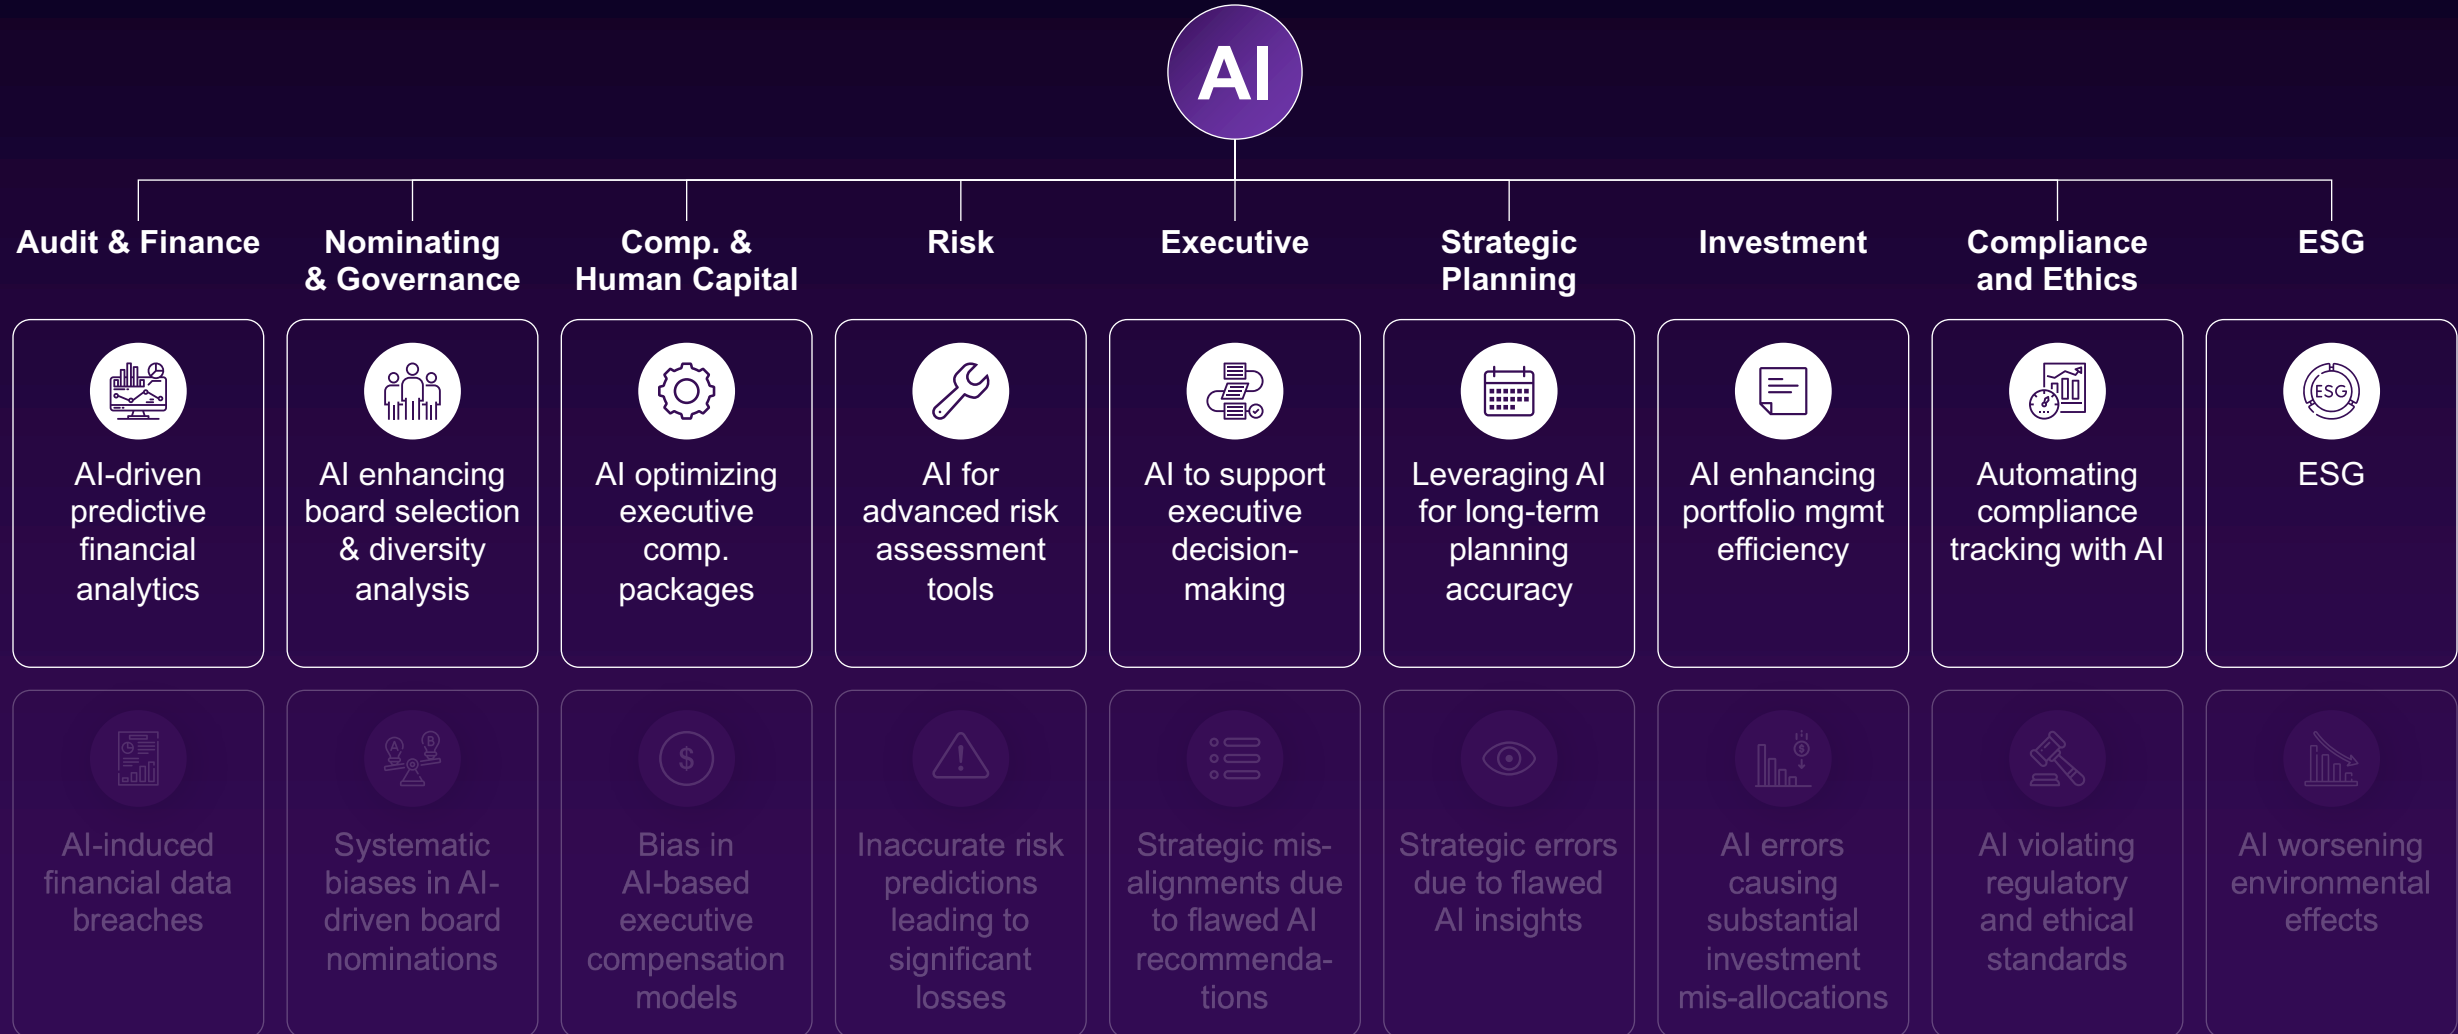 AI
Audit & Finance
Nominating
& Governance
Comp. &
Human Capital
Risk
Executive
Strategic
Planning
Investment
Compliance
and Ethics
ESG
AI-driven
predictive
financial
analytics
AI enhancing
board selection
& diversity
analysis
AI optimizing
executive
comp.
packages
AI for
advanced risk
assessment
tools
AI to support
executive
decision-
making
Leveraging AI
for long-term
planning
accuracy
AI enhancing
portfolio mgmt
efficiency
Automating
compliance
tracking with AI
ESG
ESG
AI-induced
financial data
breaches
A
B
Systematic
biases in AI-
driven board
nominations
$
Bias in
AI-based
executive
compensation
models
!
Inaccurate risk
predictions
leading to
significant
losses
Strategic mis-
alignments due
to flawed AI
recommenda-
tions
Strategic errors
due to flawed
AI insights
$
AI errors
causing
substantial
investment
mis-allocations
AI violating
regulatory
and ethical
standards
AI worsening
environmental
effects